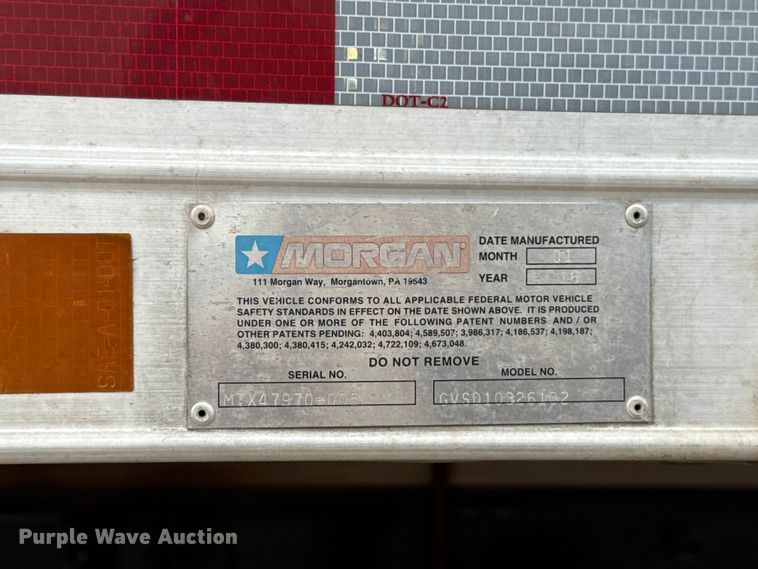 DOT-C2
MORGAN
111 Morgan Way, Morgantown, PA 19543
DATE MANUFACTURED
MONTH 01
YEAR 16
THIS VEHICLE CONFORMS TO ALL APPLICABLE FEDERAL MOTOR VEHICLE
SAFETY STANDARDS IN EFFECT ON THE DATE SHOWN ABOVE. IT IS PRODUCED
UNDER ONE OR MORE OF THE FOLLOWING PATENT NUMBERS AND / OR
OTHER PATENTS PENDING: 4,403,804; 4,589,507; 3,986,317; 4,186,537; 4,198,187;
4,380,300; 4,380,415; 4,242,032; 4,722,109; 4,673,048.
DO NOT REMOVE
SERIAL NO.
MODEL NO.
GVSD10326102
Purple Wave Auction